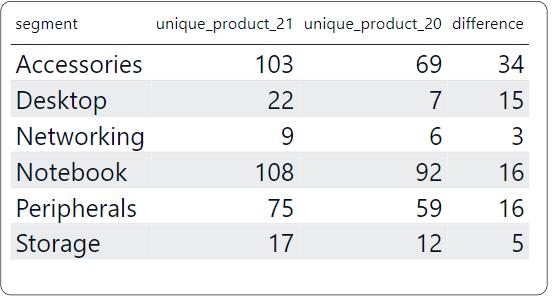 segment unique_product_21 unique_product_20 difference
Accessories 103 69 34
Desktop 22 7 15
Networking 9 6 3
Notebook 108 92 16
Peripherals 75 59 16
Storage 17 12 5